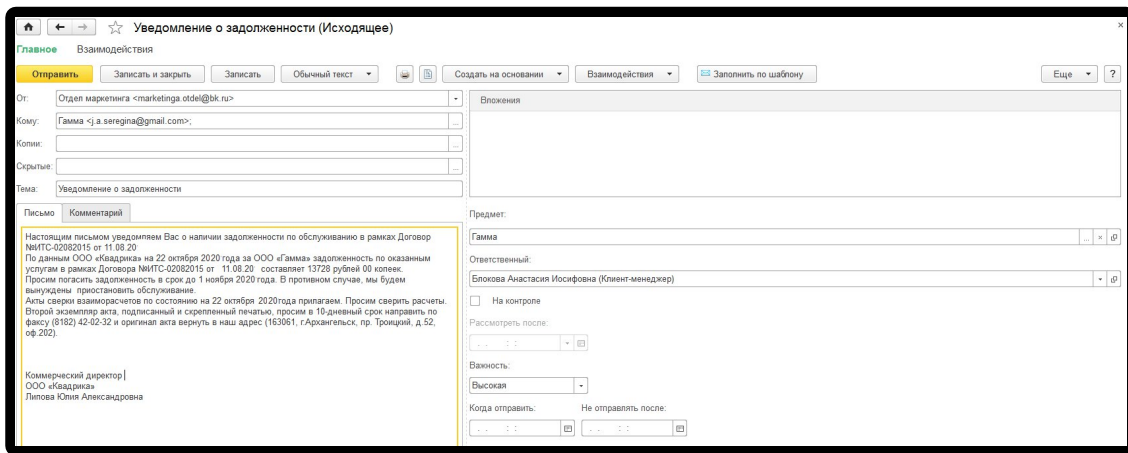 Уведомление о задолженности (Исходящее)
Главное Взаимодействия
Отправить Записать и закрыть Записать Обычный текст Создать на основании Взаимодействия Заполнить по шаблону Еще ?
От: Отдел маркетинга <marketinga.otdel@bk.ru>
Кому: Гамма <j.a.seregina@gmail.com>;
Копии:
Скрытые:
Тема: Уведомление о задолженности
Вложения
Письмо Комментарий
Настоящим письмом уведомляем Вас о наличии задолженности по обслуживанию в рамках Договор
№ИТС-02082015 от 11.08.20
По данным ООО «Квадрика» на 22 октября 2020 года за ООО «Гамма» задолженность по оказанным
услугам в рамках Договора №ИТС-02082015 от 11.08.20 составляет 13728 рублей 00 копеек.
Просим погасить задолженность в срок до 1 ноября 2020 года. В противном случае, мы будем
вынуждены приостановить обслуживание.
Акты сверки взаиморасчетов по состоянию на 22 октября 2020года прилагаем. Просим сверить расчеты.
Второй экземпляр акта, подписанный и скрепленный печатью, просим в 10-дневный срок направить по
факсу (8182) 42-02-32 и оригинал акта вернуть в наш адрес (163061, г.Архангельск, пр. Троицкий, д.52,
оф.202).
Коммерческий директор
ООО «Квадрика»
Липова Юлия Александровна
Предмет:
Гамма
Ответственный:
Блокова Анастасия Иосифовна (Клиент-менеджер)
На контроле
Рассмотреть после:
Важность:
Высокая
Когда отправить: Не отправлять после: